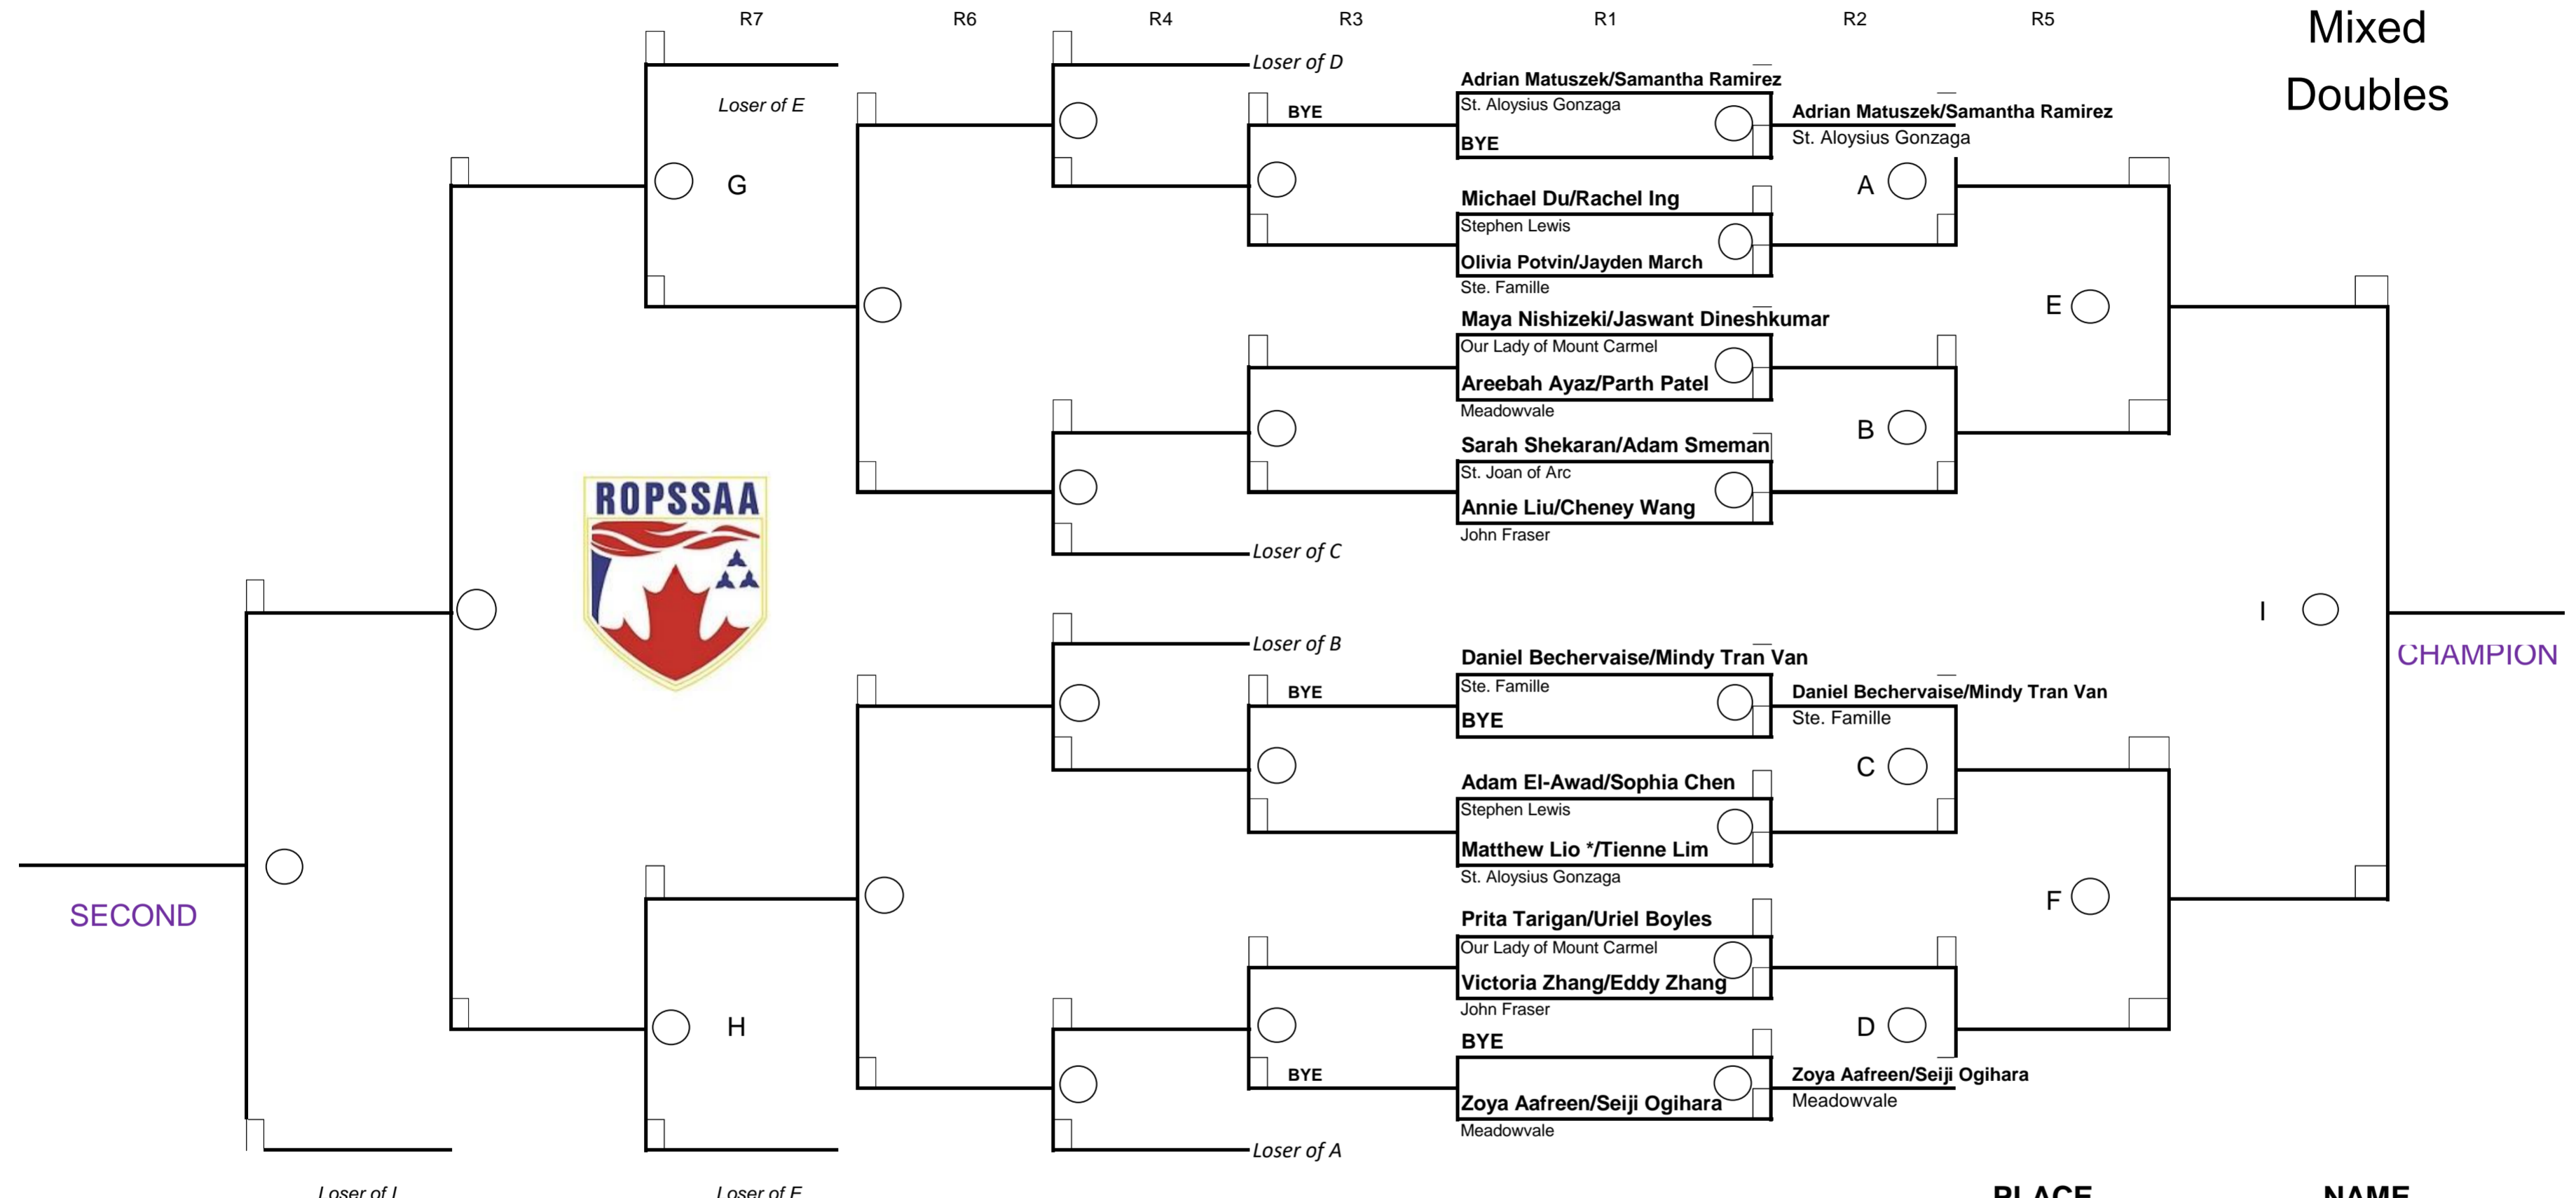 R7
R6
R4
R3
R1
R2
R5
Mixed
Doubles
Loser of D
Adrian Matuszek/Samantha Ramirez
St. Aloysius Gonzaga
BYE
BYE
Adrian Matuszek/Samantha Ramirez
St. Aloysius Gonzaga
Loser of E
G
Michael Du/Rachel Ing
Stephen Lewis
Olivia Potvin/Jayden March
Ste. Famille
A
Maya Nishizeki/Jaswant Dineshkumar
Our Lady of Mount Carmel
Areebah Ayaz/Parth Patel
Meadowvale
E
B
Sarah Shekaran/Adam Smeman
St. Joan of Arc
Annie Liu/Cheney Wang
John Fraser
ROPSSAA
Loser of C
I
CHAMPION
Loser of B
Daniel Bechervaise/Mindy Tran Van
Ste. Famille
BYE
BYE
Daniel Bechervaise/Mindy Tran Van
Ste. Famille
Adam El-Awad/Sophia Chen
Stephen Lewis
Matthew Lio */Tienne Lim
St. Aloysius Gonzaga
C
SECOND
F
Prita Tarigan/Uriel Boyles
Our Lady of Mount Carmel
Victoria Zhang/Eddy Zhang
John Fraser
H
D
BYE
BYE
Zoya Aafreen/Seiji Ogihara
Meadowvale
Zoya Aafreen/Seiji Ogihara
Meadowvale
Loser of A
Loser of I
Loser of F
PLACE
NAME